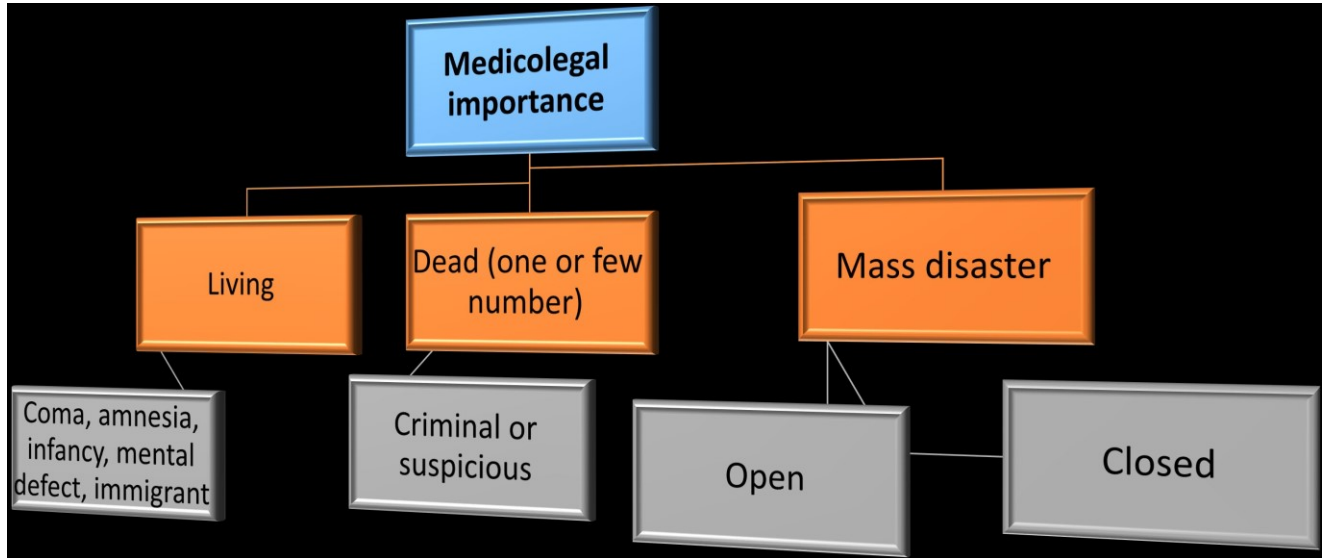 Medicolegal
importance
Living
Dead (one or few
number)
Mass disaster
Coma, amnesia,
infancy, mental
defect, immigrant
Criminal or
suspicious
Open
Closed